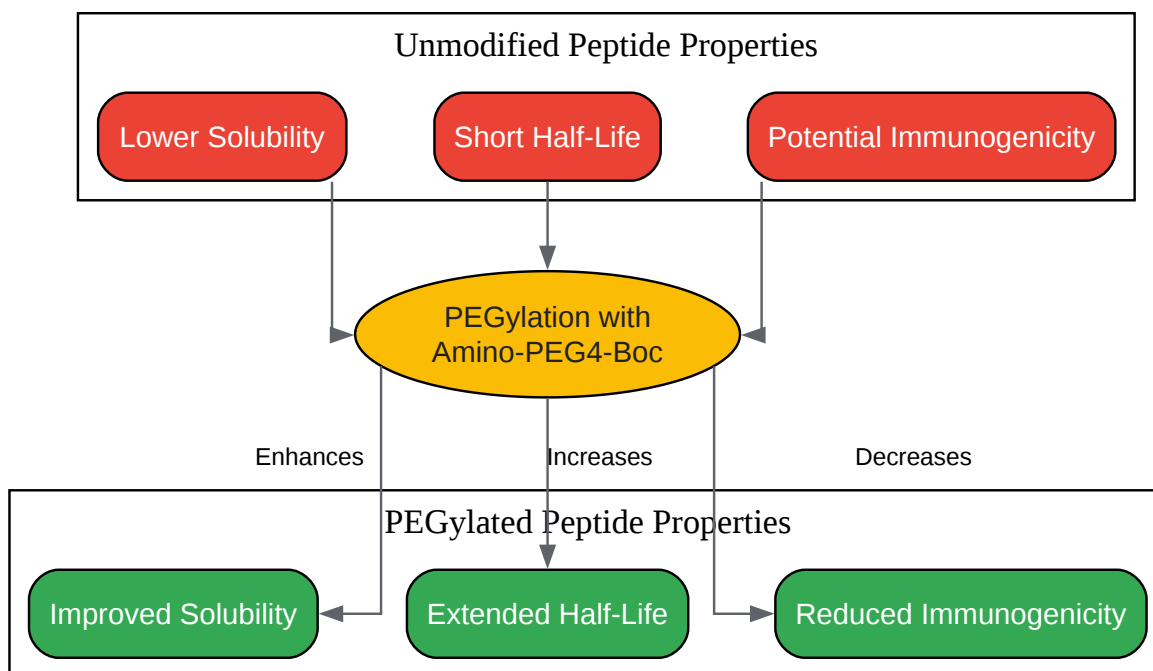 Unmodified Peptide Properties
Lower Solubility
Short Half-Life
Potential Immunogenicity
PEGylation with
Amino-PEG4-Boc
Enhances
Increases
Decreases
PEGylated Peptide Properties
Improved Solubility
Extended Half-Life
Reduced Immunogenicity